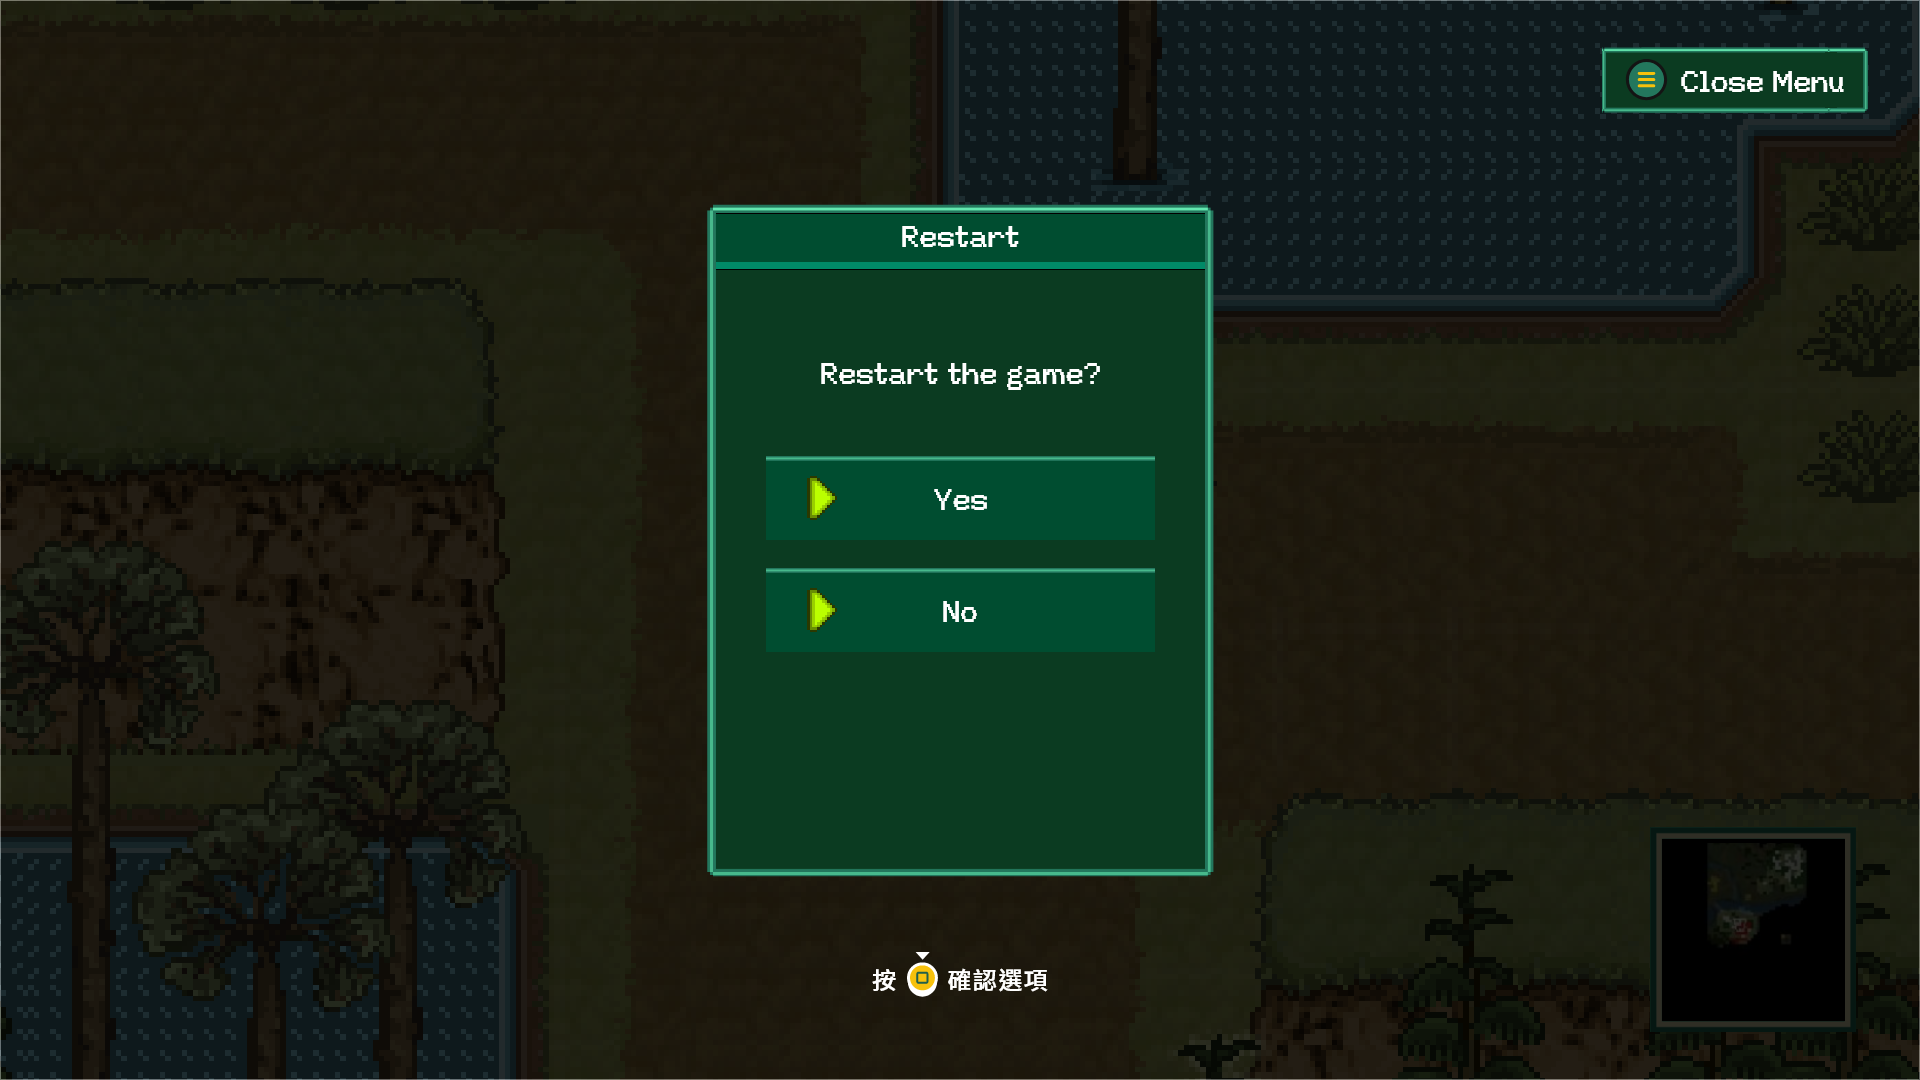 Close Menu
Restart
Restart the game?
Yes
No
按 確認選項